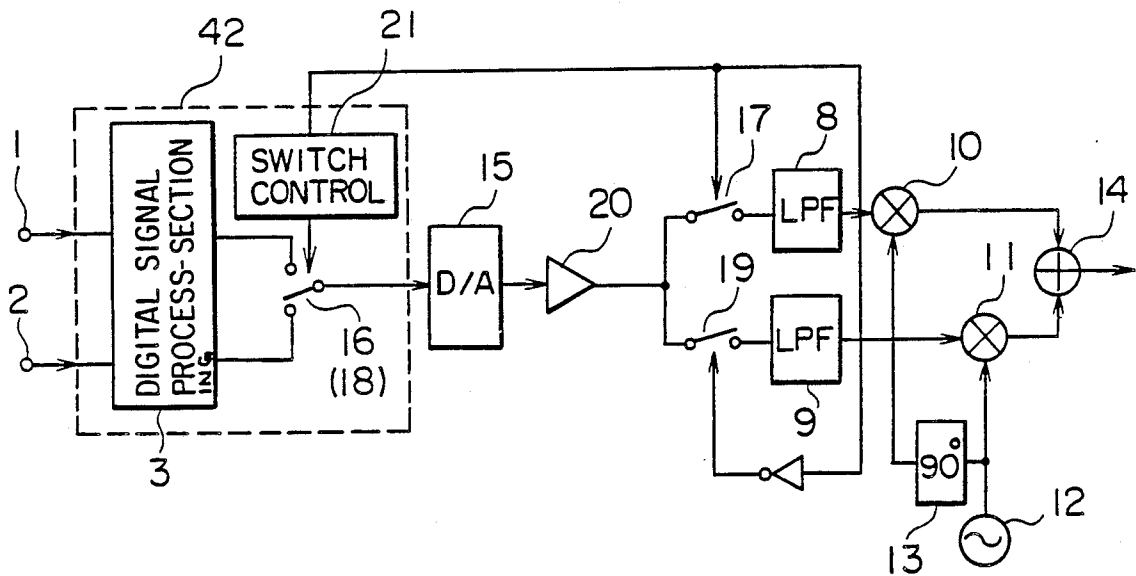 42
21
1
2
DIGITAL SIGNAL
PROCESS-SECTION
ING
3
SWITCH
CONTROL
16
(18)
15
D/A
20
17
19
8
LPF
LPF
9
10
11
14
90°
13
12